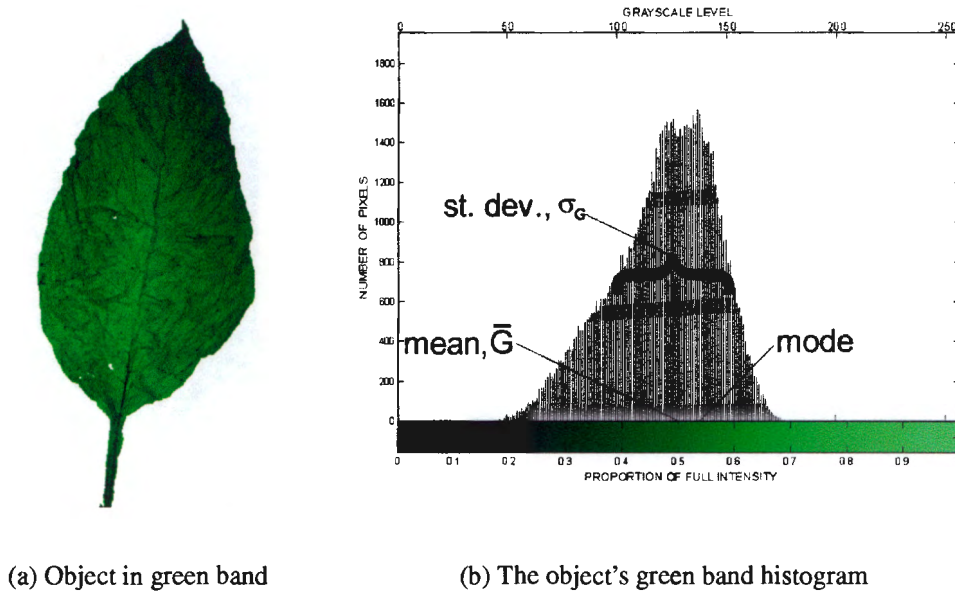 GRAYSCALE LEVEL
0 50 100 150 200 250
1800
1600
1400
1200
1000
800
600
400
200
0
NUMBER OF PIXELS
st. dev., σG
mean, G̅
mode
0 0.1 0.2 0.3 0.4 0.5 0.6 0.7 0.8 0.9
PROPORTION OF FULL INTENSITY
(a) Object in green band
(b) The object's green band histogram